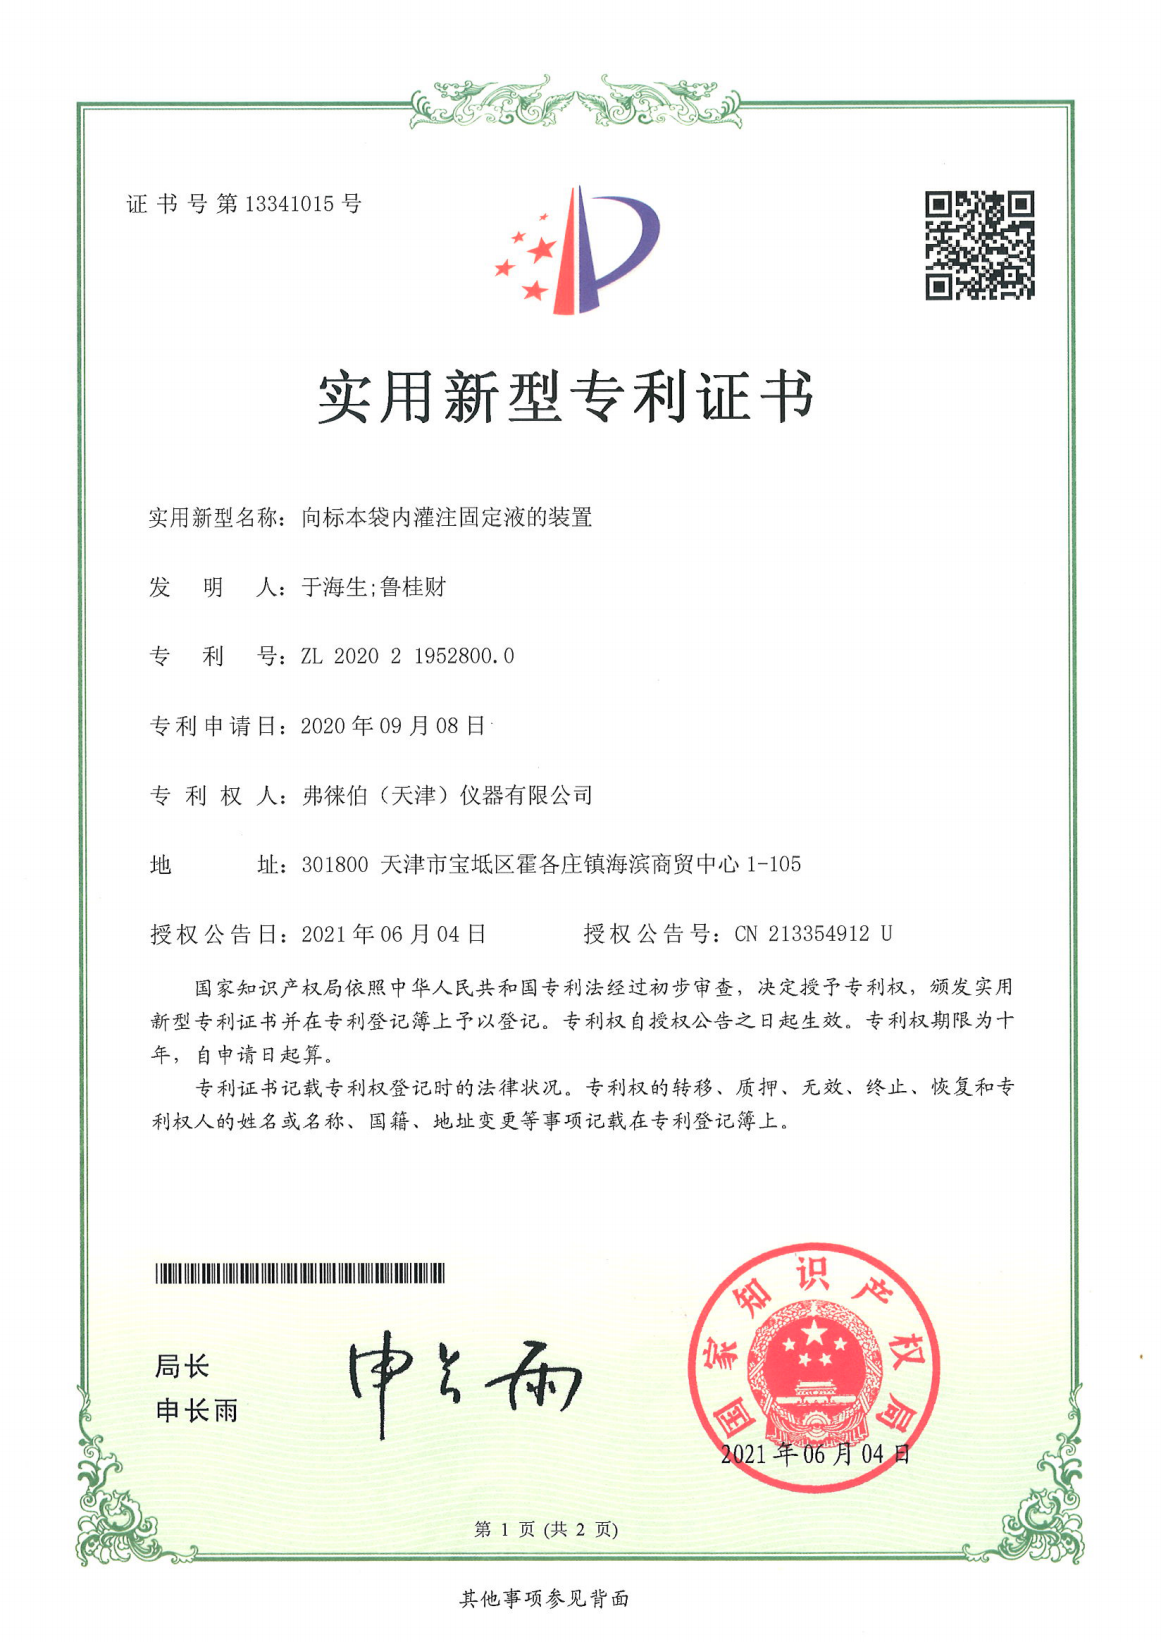 证书号第13341015号
实用新型专利证书
实用新型名称：向标本袋内灌注固定液的装置
发明人：于海生;鲁桂财
专利号：ZL 2020 2 1952800.0
专利申请日：2020年09月08日
专利权人：弗徕伯（天津）仪器有限公司
地址：301800 天津市宝坻区霍各庄镇海滨商贸中心1-105
授权公告日：2021年06月04日 授权公告号：CN 213354912 U
国家知识产权局依照中华人民共和国专利法经过初步审查，决定授予专利权，颁发实用
新型专利证书并在专利登记簿上予以登记。专利权自授权公告之日起生效。专利权期限为十
年，自申请日起算。
专利证书记载专利权登记时的法律状况。专利权的转移、质押、无效、终止、恢复和专
利权人的姓名或名称、国籍、地址变更等事项记载在专利登记簿上。
局长
申长雨
申长雨
国家知识产权局
2021年06月04日
第 1 页 (共 2 页)
其他事项参见背面